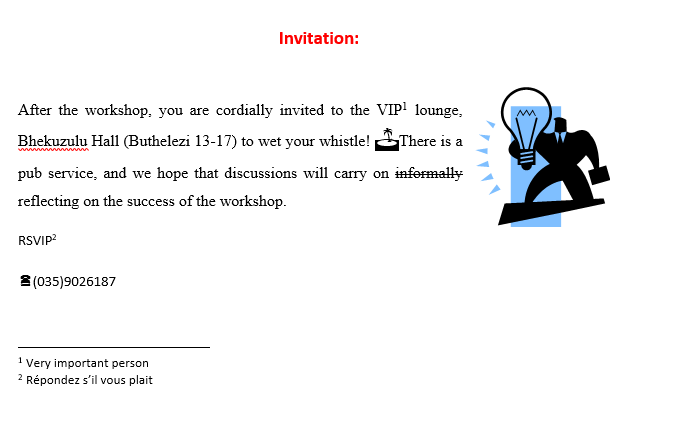 Invitation:
After the workshop, you are cordially invited to the VIP¹ lounge,
Bhekuzulu Hall (Buthelezi 13-17) to wet your whistle! There is a
pub service, and we hope that discussions will carry on informally
reflecting on the success of the workshop.
RSVIP²
(035)9026187
¹ Very important person
² Répondez s’il vous plait